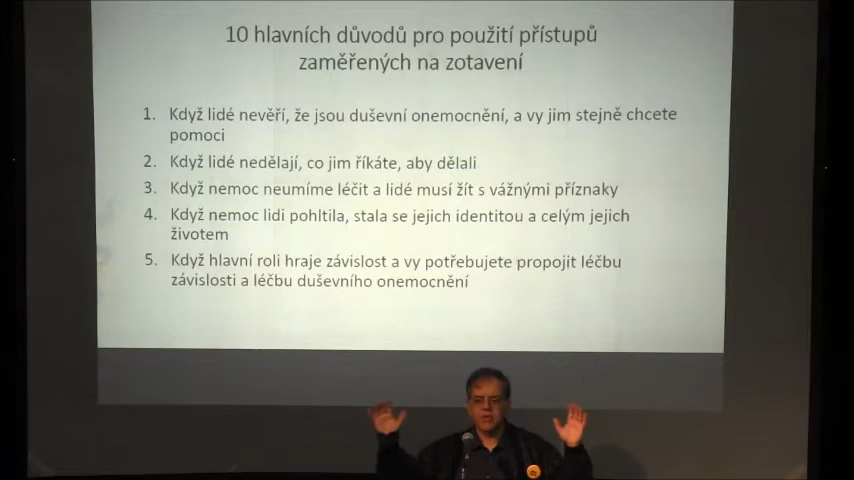 10 hlavních důvodů pro použití přístupů
zaměřených na zotavení
1. Když lidé nevěří, že jsou duševní onemocnění, a vy jim stejně chcete
pomoci
2. Když lidé nedělají, co jim říkáte, aby dělali
3. Když nemoc neumíme léčit a lidé musí žít s vážnými příznaky
4. Když nemoc lidi pohltila, stala se jejich identitou a celým jejich
životem
5. Když hlavní roli hraje závislost a vy potřebujete propojit léčbu
závislosti a léčbu duševního onemocnění